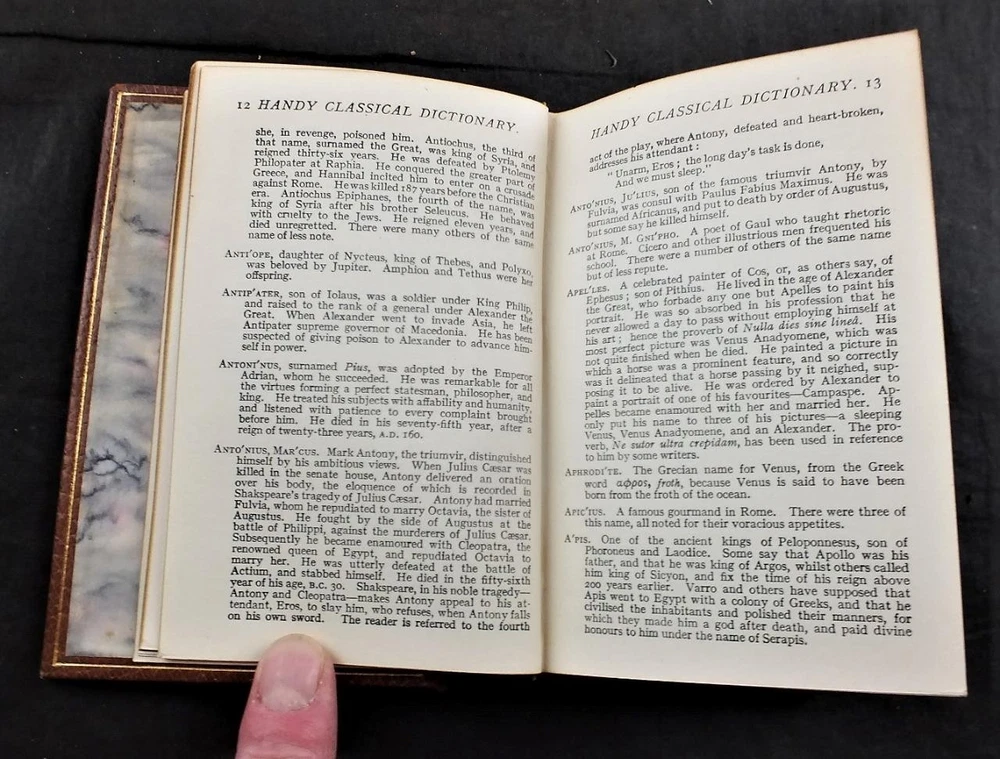 12 HANDY CLASSICAL DICTIONARY.
she, in revenge, poisoned him. Antiochus, the third of
that name, surnamed the Great, was king of Syria, and
reigned thirty-six years. He was defeated by Ptolemy
Philopater at Raphia. He conquered the greater part of
Greece, and Hannibal incited him to enter on a crusade
against Rome. He was killed 187 years before the Christian
era. Antiochus Epiphanes, the fourth of the name, was
king of Syria after his brother Seleucus. He behaved
with cruelty to the Jews. He reigned eleven years, and
died unregretted. There were many others of the same
name of less note.
ANTI'OPE, daughter of Nycteus, king of Thebes, and Polyxo,
was beloved by Jupiter. Amphion and Tethus were her
offspring.
ANTIP'ATER, son of Iolaus, was a soldier under King Philip,
and raised to the rank of a general under Alexander the
Great. When Alexander went to invade Asia, he left
Antipater supreme governor of Macedonia. He has been
suspected of giving poison to Alexander to advance him-
self in power.
ANTONI'NUS, surnamed Pius, was adopted by the Emperor
Adrian, whom he succeeded. He was remarkable for all
the virtues forming a perfect statesman, philosopher, and
king. He treated his subjects with affability and humanity,
and listened with patience to every complaint brought
before him. He died in his seventy-fifth year, after a
reign of twenty-three years, A.D. 160.
ANTO'NIUS, MAR'CUS. Mark Antony, the triumvir, distinguished
himself by his ambitious views. When Julius Cæsar was
killed in the senate house, Antony delivered an oration
over his body, the eloquence of which is recorded in
Shakspeare's tragedy of Julius Cæsar. Antony had married
Fulvia, whom he repudiated to marry Octavia, the sister of
Augustus. He fought by the side of Augustus at the
battle of Philippi, against the murderers of Julius Cæsar.
Subsequently he became enamoured with Cleopatra, the
renowned queen of Egypt, and repudiated Octavia to
marry her. He was utterly defeated at the battle of
Actium, and stabbed himself. He died in the fifty-sixth
year of his age, B.C. 30. Shakspeare, in his noble tragedy—
Antony and Cleopatra—makes Antony appeal to his at-
tendant, Eros, to slay him, who refuses, when Antony falls
on his own sword. The reader is referred to the fourth
HANDY CLASSICAL DICTIONARY. 13
act of the play, where Antony, defeated and heart-broken,
addresses his attendant:
"Unarm, Eros; the long day's task is done,
And we must sleep."
ANTO'NIUS, JU'LIUS, son of the famous triumvir Antony, by
Fulvia, was consul with Paulus Fabius Maximus. He was
surnamed Africanus, and put to death by order of Augustus,
but some say he killed himself.
ANTO'NIUS, M. GNI'PHO. A poet of Gaul who taught rhetoric
at Rome. Cicero and other illustrious men frequented his
school. There were a number of others of the same name
but of less repute.
APEL'LES. A celebrated painter of Cos, or, as others say, of
Ephesus; son of Pithius. He lived in the age of Alexander
the Great, who forbade any one but Apelles to paint his
portrait. He was so absorbed in his profession that he
never allowed a day to pass without employing himself at
his art; hence the proverb of Nulla dies sine lined. His
most perfect picture was Venus Anadyomene, which was
not quite finished when he died. He painted a picture in
which a horse was a prominent feature, and so correctly
was it delineated that a horse passing by it neighed, sup-
posing it to be alive. He was ordered by Alexander to
paint a portrait of one of his favourites—Campaspe. Ap-
pelles became enamoured with her and married her. He
only put his name to three of his pictures—a sleeping
Venus, Venus Anadyomene, and an Alexander. The pro-
verb, Ne sutor ultra crepidam, has been used in reference
to him by some writers.
APHRODI'TE. The Grecian name for Venus, from the Greek
word αφρος, froth, because Venus is said to have been
born from the froth of the ocean.
APIC'IUS. A famous gourmand in Rome. There were three of
this name, all noted for their voracious appetites.
A'PIS. One of the ancient kings of Peloponnesus, son of
Phoroneus and Laodice. Some say that Apollo was his
father, and that he was king of Argos, whilst others called
him king of Sicyon, and fix the time of his reign above
200 years earlier. Varro and others have supposed that
Apis went to Egypt with a colony of Greeks, and that he
civilised the inhabitants and polished their manners, for
which they made him a god after death, and paid divine
honours to him under the name of Serapis.